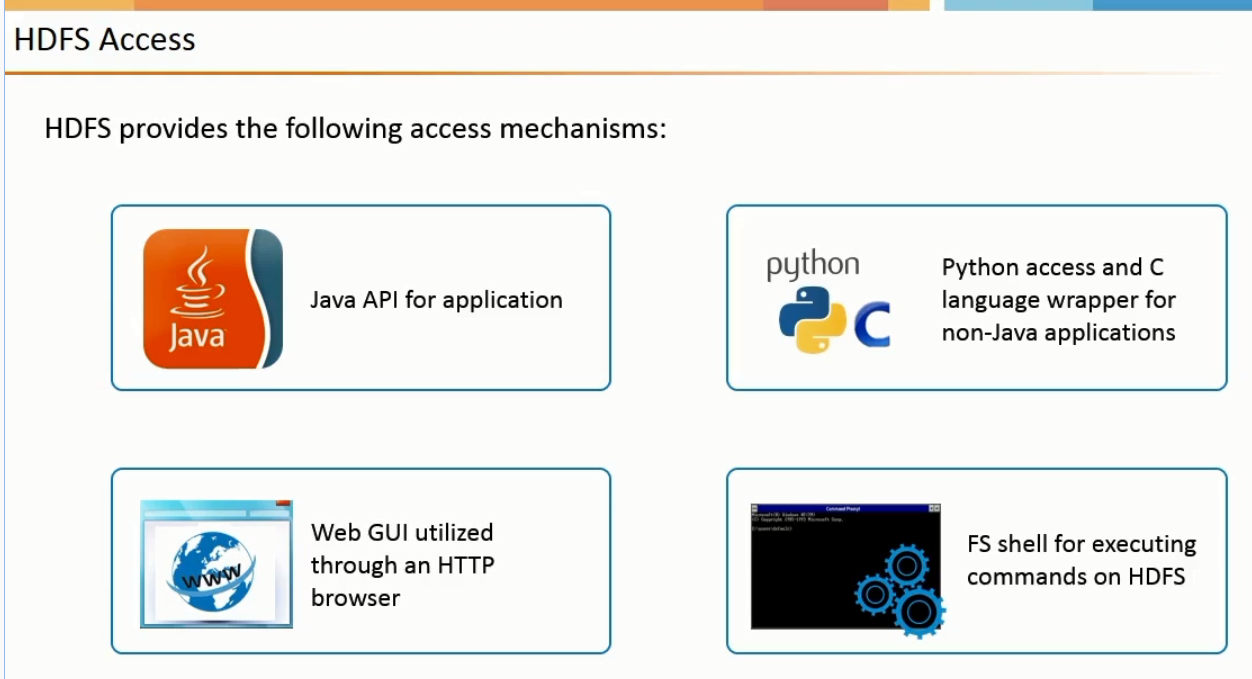 HDFS Access
HDFS provides the following access mechanisms:
Java
Java API for application
python
C
Python access and C
language wrapper for
non-Java applications
www
Web GUI utilized
through an HTTP
browser
Command Prompt
FS shell for executing
commands on HDFS